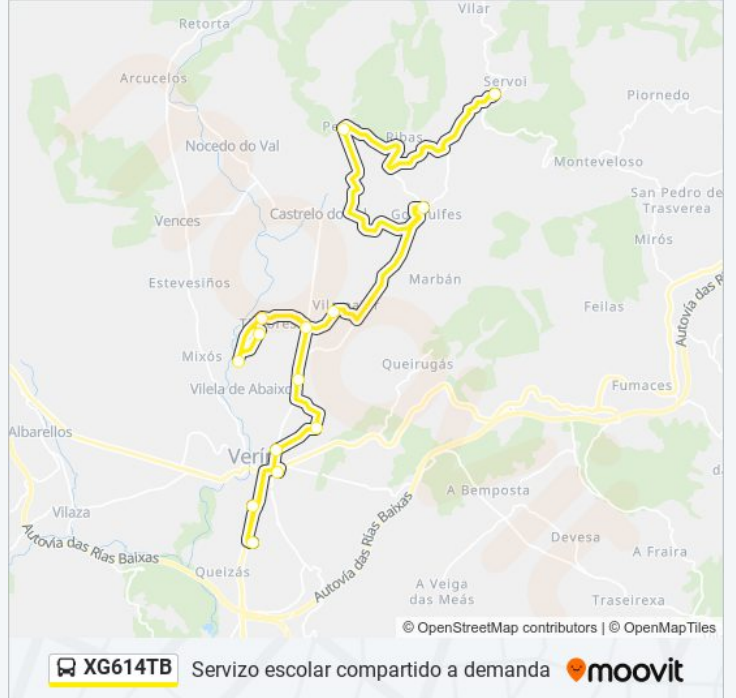 Vilar
Retorta
Servoi
Arcucelos
Piornedo
Ribas
Nocedo do Val
Monteveloso
San Pedro de
Trasverea
Castrelo do
Vences
Mirós
Estevesiños
Marbán
Feilas
Autovía das R
Mixós
Queirugás
Vilela de Abaixo
Fumaces
Albarellos
Verín
A Bemposta
Vilaza
Devesa
Autovía das Rías Baixas
A Fraira
Autovía das Rías Baixas
Queizás
A Veiga
das Meás
Traseirexa
© OpenStreetMap contributors | © OpenMapTiles
XG614TB Servizo escolar compartido a demanda moovit